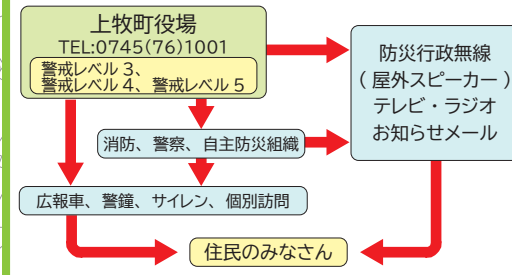 上牧町役場
TEL:0745(76)1001
警戒レベル 3、
警戒レベル 4、警戒レベル 5
防災行政無線
( 屋外スピーカー )
テレビ・ラジオ
お知らせメール
消防、警察、自主防災組織
広報車、警鐘、サイレン、個別訪問
住民のみなさん